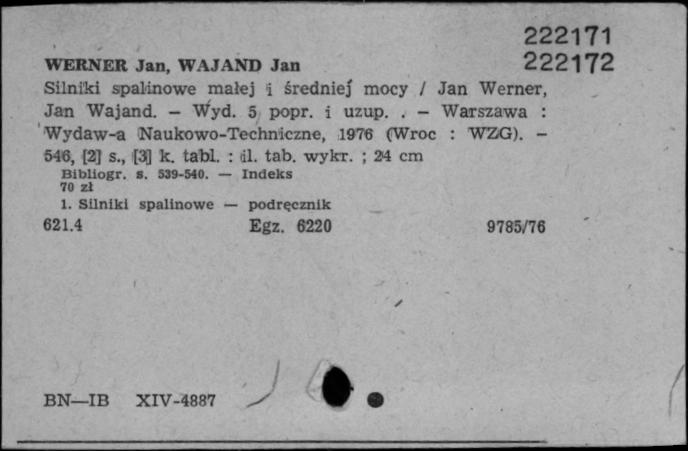 222171
WERNER Jan, WAJAND Jan 222172
Silniki spalinowe małej i średniej mocy / Jan Werner,
Jan Wajand. — Wyd. 5 popr. i uzup. . — Warszawa :
Wydaw-a Naukowo-Techniczne, 1976 (Wroc : WZG). —
546, [2] s., [3] k. tabl. : il. tab. wykr. ; 24 cm
Bibliogr. s. 539-540. — Indeks
70 zł
1. Silniki spalinowe — podręcznik
621.4 Egz. 6220 9785/76
BN—IB XIV-4887